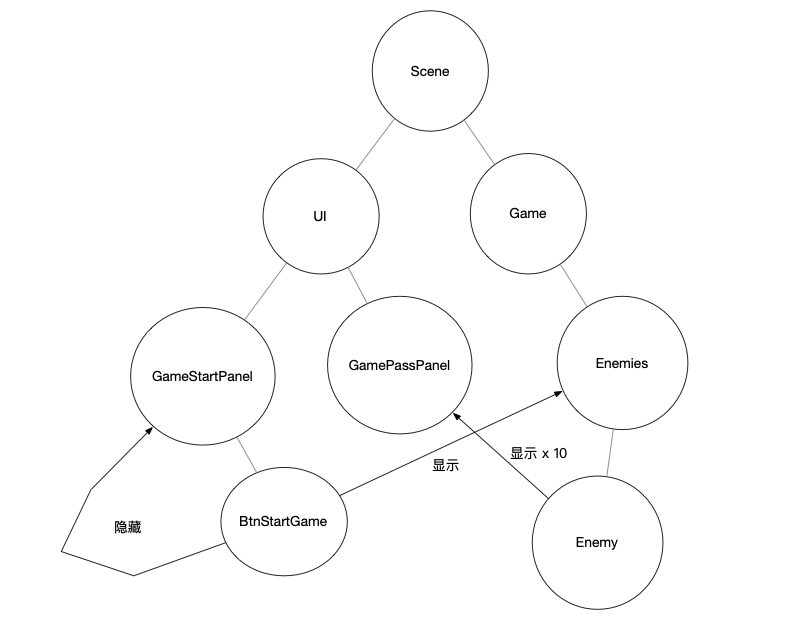 Scene
UI
Game
GameStartPanel
GamePassPanel
Enemies
显示
显示 x 10
隐藏
BtnStartGame
Enemy